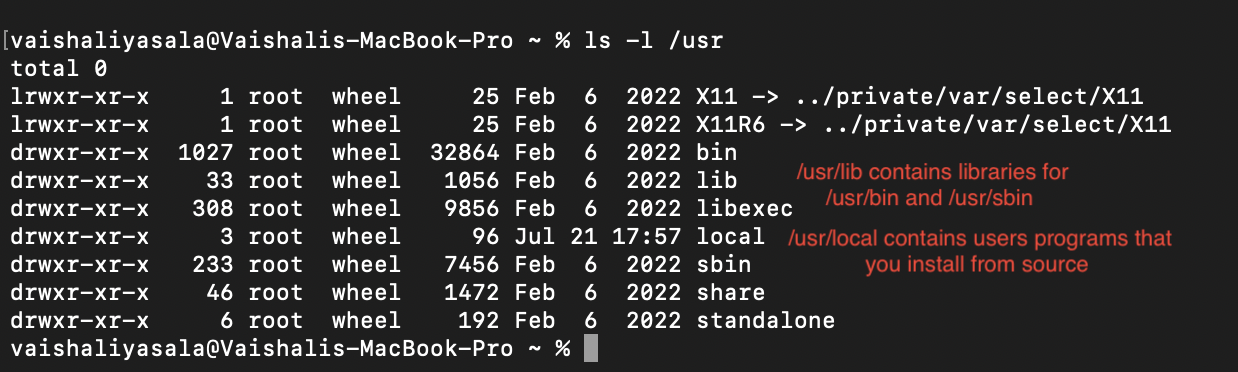 [vaishaliyasala@Vaishalis-MacBook-Pro ~ % ls -l /usr
total 0
lrwxr-xr-x     1 root  wheel     25 Feb  6  2022 X11 -> ../private/var/select/X11
lrwxr-xr-x     1 root  wheel     25 Feb  6  2022 X11R6 -> ../private/var/select/X11
drwxr-xr-x  1027 root  wheel  32864 Feb  6  2022 bin
drwxr-xr-x    33 root  wheel   1056 Feb  6  2022 lib
/usr/lib contains libraries for
/usr/bin and /usr/sbin
drwxr-xr-x   308 root  wheel   9856 Feb  6  2022 libexec
drwxr-xr-x     3 root  wheel     96 Jul 21 17:57 local
/usr/local contains users programs that
you install from source
drwxr-xr-x   233 root  wheel   7456 Feb  6  2022 sbin
drwxr-xr-x    46 root  wheel   1472 Feb  6  2022 share
drwxr-xr-x     6 root  wheel    192 Feb  6  2022 standalone
vaishaliyasala@Vaishalis-MacBook-Pro ~ %